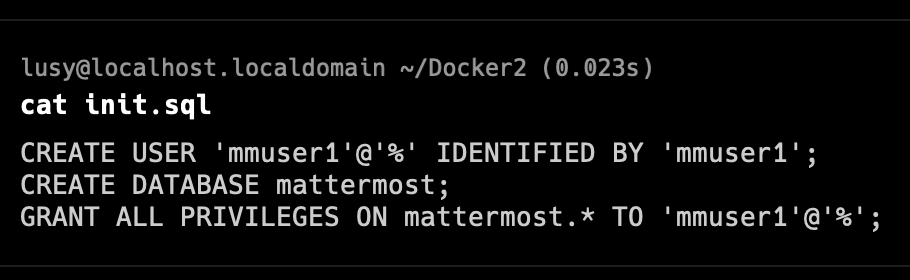 lusy@localhost.localdomain ~/Docker2 (0.023s)
cat init.sql
CREATE USER 'mmuser1'@'%' IDENTIFIED BY 'mmuser1';
CREATE DATABASE mattermost;
GRANT ALL PRIVILEGES ON mattermost.* TO 'mmuser1'@'%';